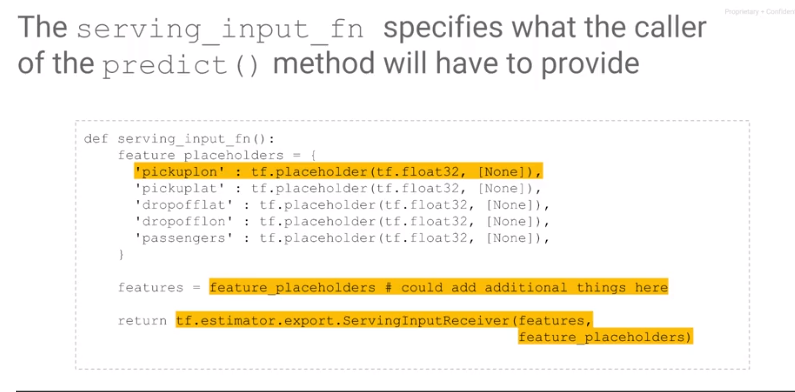 Proprietary + Confidential
The serving_input_fn specifies what the caller
of the predict() method will have to provide
def serving_input_fn():
feature_placeholders = {
'pickuplon' : tf.placeholder(tf.float32, [None]),
'pickuplat' : tf.placeholder(tf.float32, [None]),
'dropofflat' : tf.placeholder(tf.float32, [None]),
'dropofflon' : tf.placeholder(tf.float32, [None]),
'passengers' : tf.placeholder(tf.float32, [None]),
}
features = feature_placeholders # could add additional things here
return tf.estimator.export.ServingInputReceiver(features,
feature_placeholders)